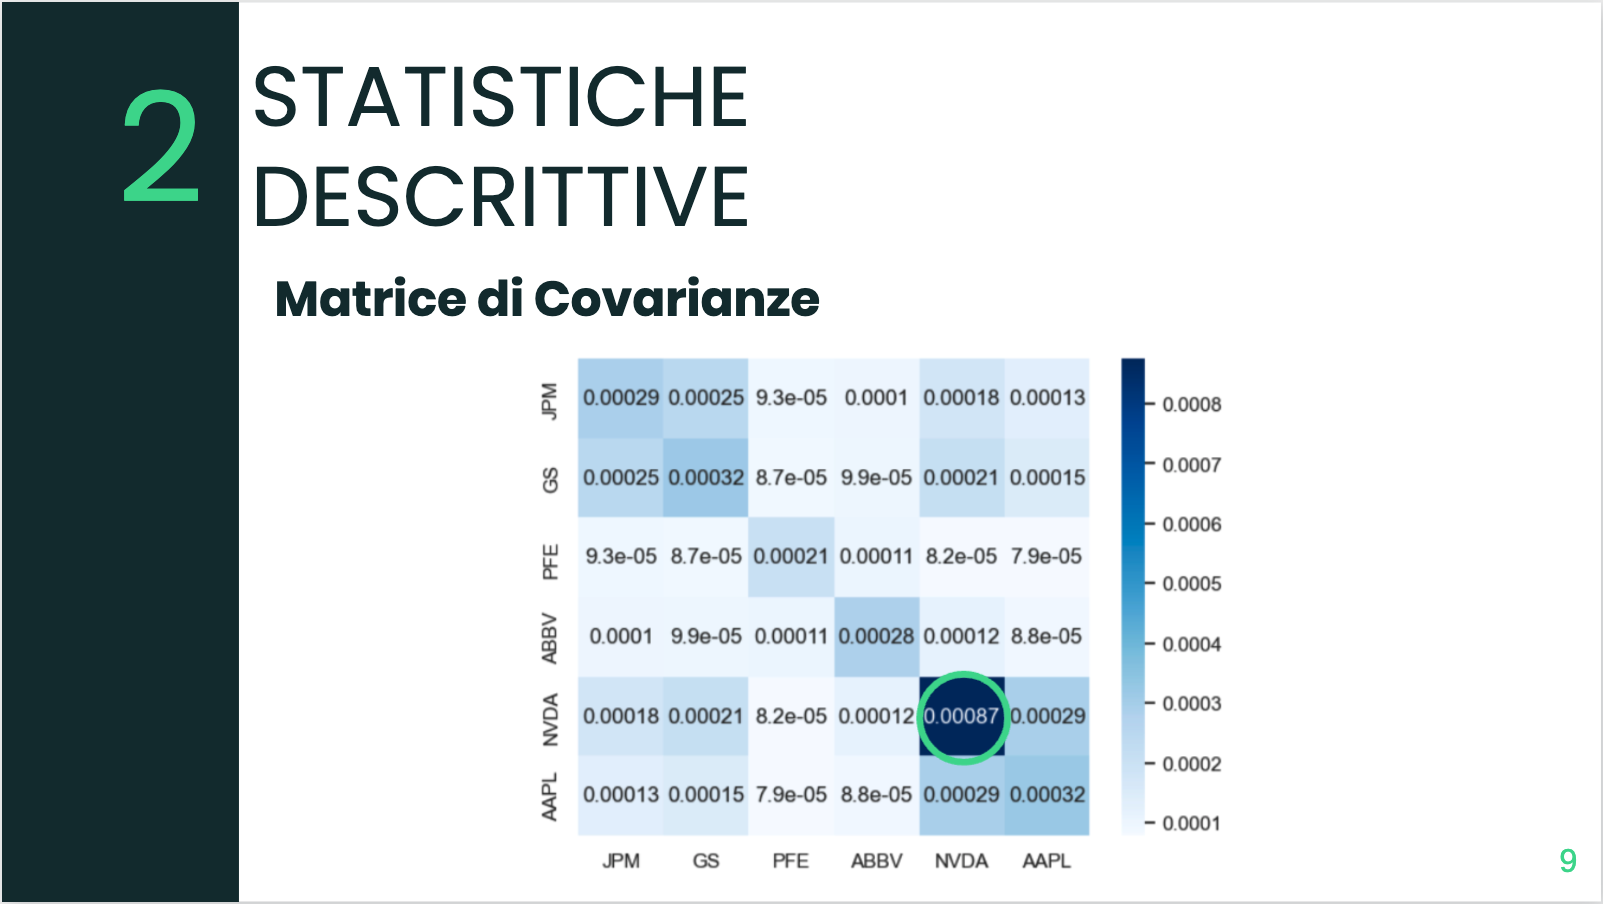 2
STATISTICHE
DESCRITTIVE
Matrice di Covarianze
JPM 0.00029 0.00025 9.3e-05 0.0001 0.00018 0.00013
GS 0.00025 0.00032 8.7e-05 9.9e-05 0.00021 0.00015
PFE 9.3e-05 8.7e-05 0.00021 0.00011 8.2e-05 7.9e-05
ABBV 0.0001 9.9e-05 0.00011 0.00028 0.00012 8.8e-05
NVDA 0.00018 0.00021 8.2e-05 0.00012 0.00087 0.00029
AAPL 0.00013 0.00015 7.9e-05 8.8e-05 0.00029 0.00032
JPM GS PFE ABBV NVDA AAPL
0.0008
0.0007
0.0006
0.0005
0.0004
0.0003
0.0002
0.0001
9